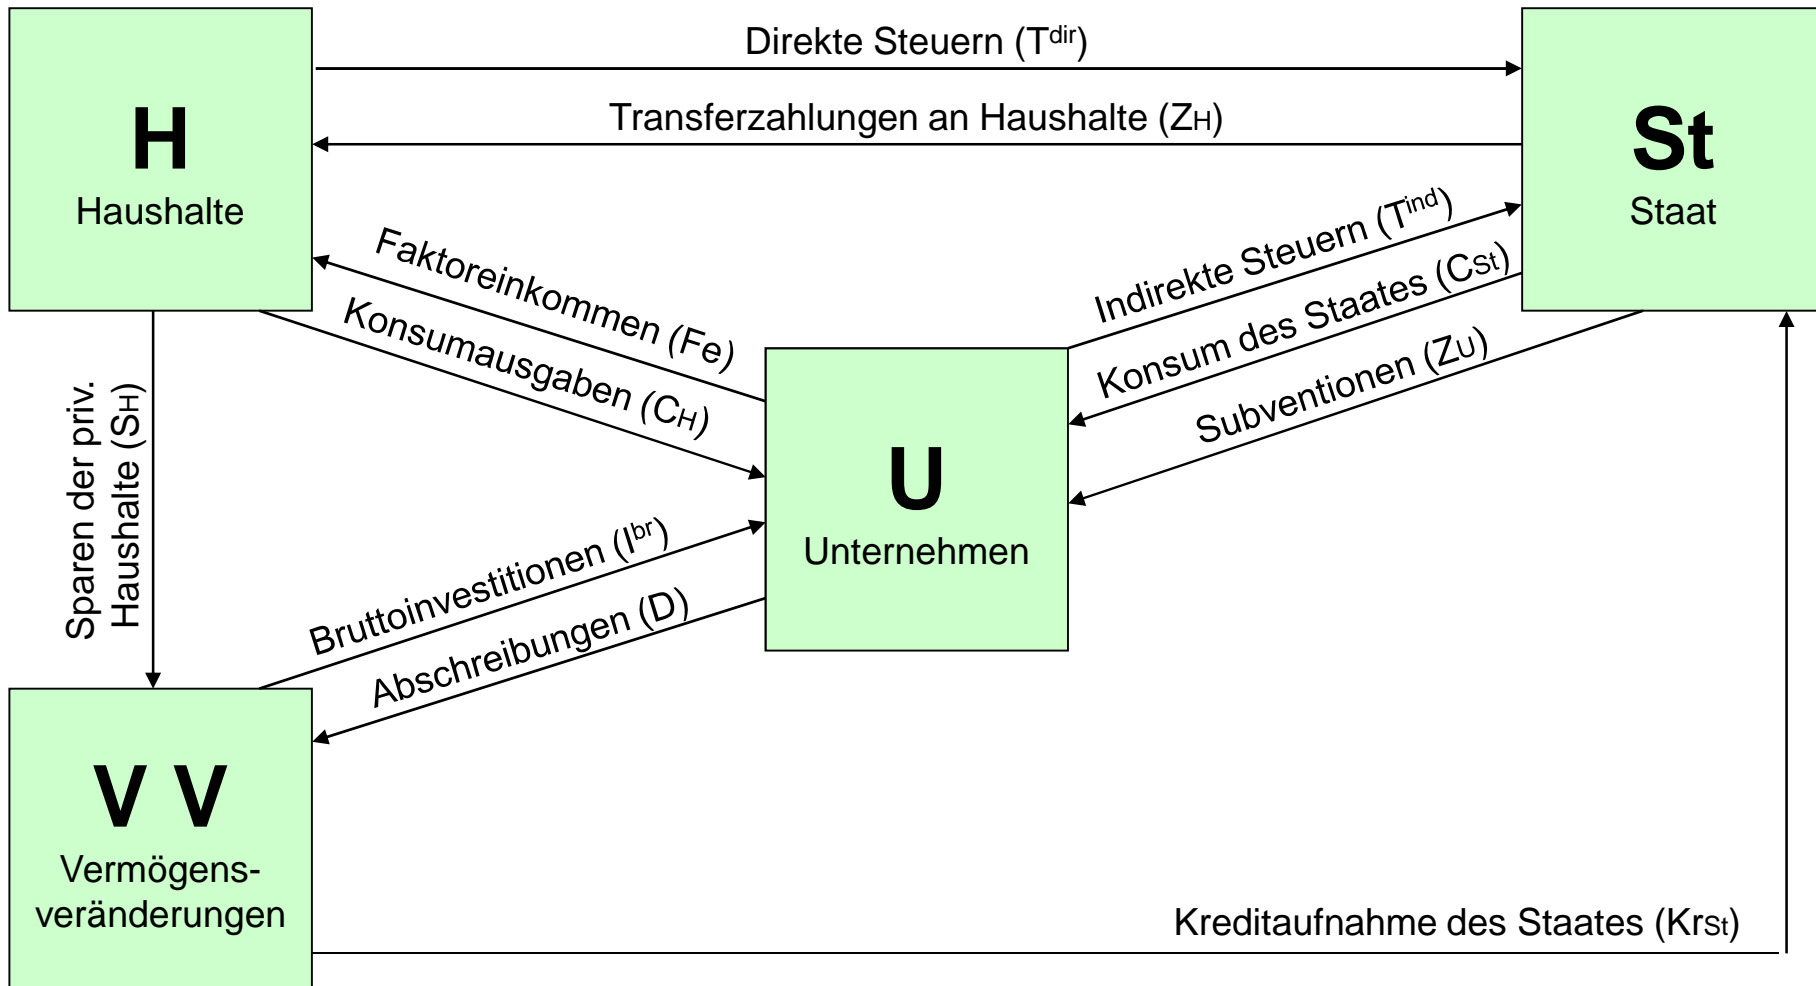 Direkte Steuern (Tdir)
H
Haushalte
Transferzahlungen an Haushalte (ZH)
St
Staat
Faktoreinkommen (Fe)
Konsumausgaben (CH)
Indirekte Steuern (Tind)
Konsum des Staates (CSt)
Subventionen (ZU)
Sparen der priv.
Haushalte (SH)
U
Unternehmen
Bruttoinvestitionen (Ibr)
Abschreibungen (D)
V V
Vermögens-
veränderungen
Kreditaufnahme des Staates (KrSt)